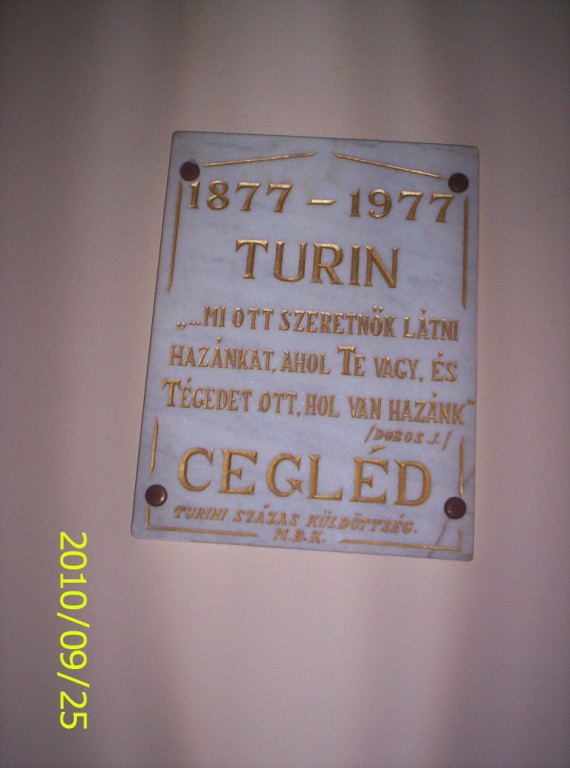 1877 – 1977
TURIN
„...MI OTT SZERETNŐK LÁTNI
HAZÁNKAT, AHOL TE VAGY, ÉS
TÉGEDET OTT, HOL VAN HAZÁNK"
/DOBOS J./
CEGLÉD
TURINI SZÁZAS KÜLDÖTTSÉG.
M.B.K.
2010/09/25